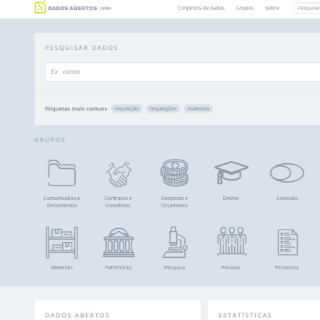 DADOS ABERTOS UFRN
Conjuntos de dados Grupos Sobre Pesquisar
PESQUISAR DADOS
Ex.: cursos
Etiquetas mais comuns requisição requisições materiais
GRUPOS
Comunicados e Documentos
Contratos e Convênios
Despesas e Orçamento
Ensino
Extensão
Materiais
Patrimônio
Pesquisa
Pessoas
Processos
DADOS ABERTOS
ESTATÍSTICAS